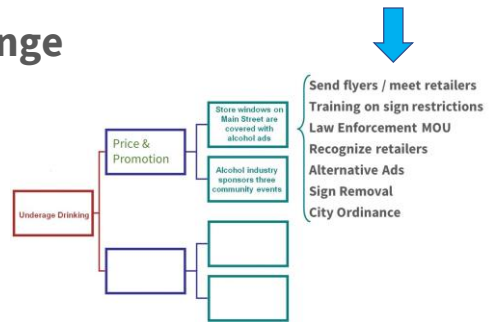 nge
Send flyers / meet retailers
Training on sign restrictions
Law Enforcement MOU
Recognize retailers
Alternative Ads
Sign Removal
City Ordinance
Store windows on
Main Street are
covered with
alcohol ads
Price &
Promotion
Alcohol industry
sponsors three
community events
Underage Drinking